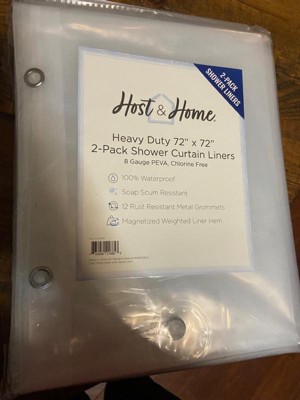 2-PACK
SHOWER LINERS
Host & Home
Heavy Duty 72" x 72"
2-Pack Shower Curtain Liners
8 Gauge PEVA, Chlorine Free
100% Waterproof
Soap Scum Resistant
12 Rust Resistant Metal Grommets
Magnetized Weighted Liner Hem